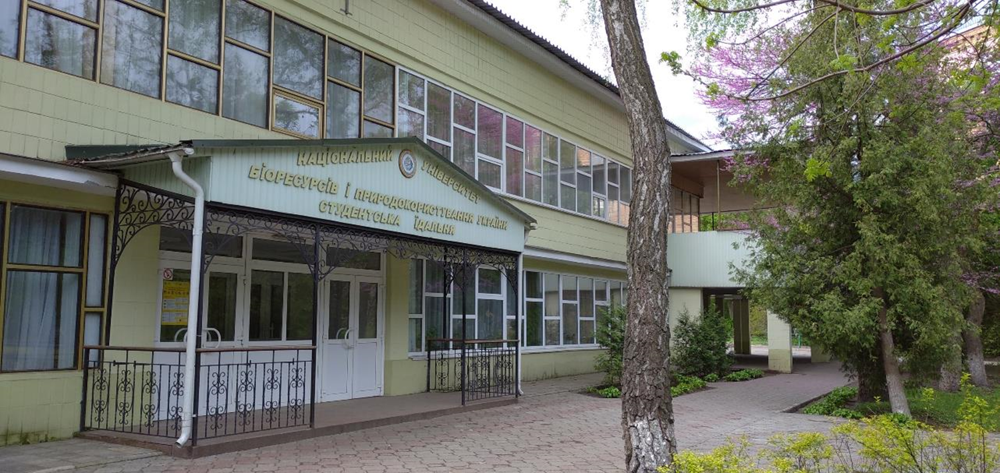 НАЦІОНАЛЬНИЙ УНІВЕРСИТЕТ
БІОРЕСУРСІВ І ПРИРОДОКОРИСТУВАННЯ УКРАЇНИ
СТУДЕНТСЬКА ЇДАЛЬНЯ